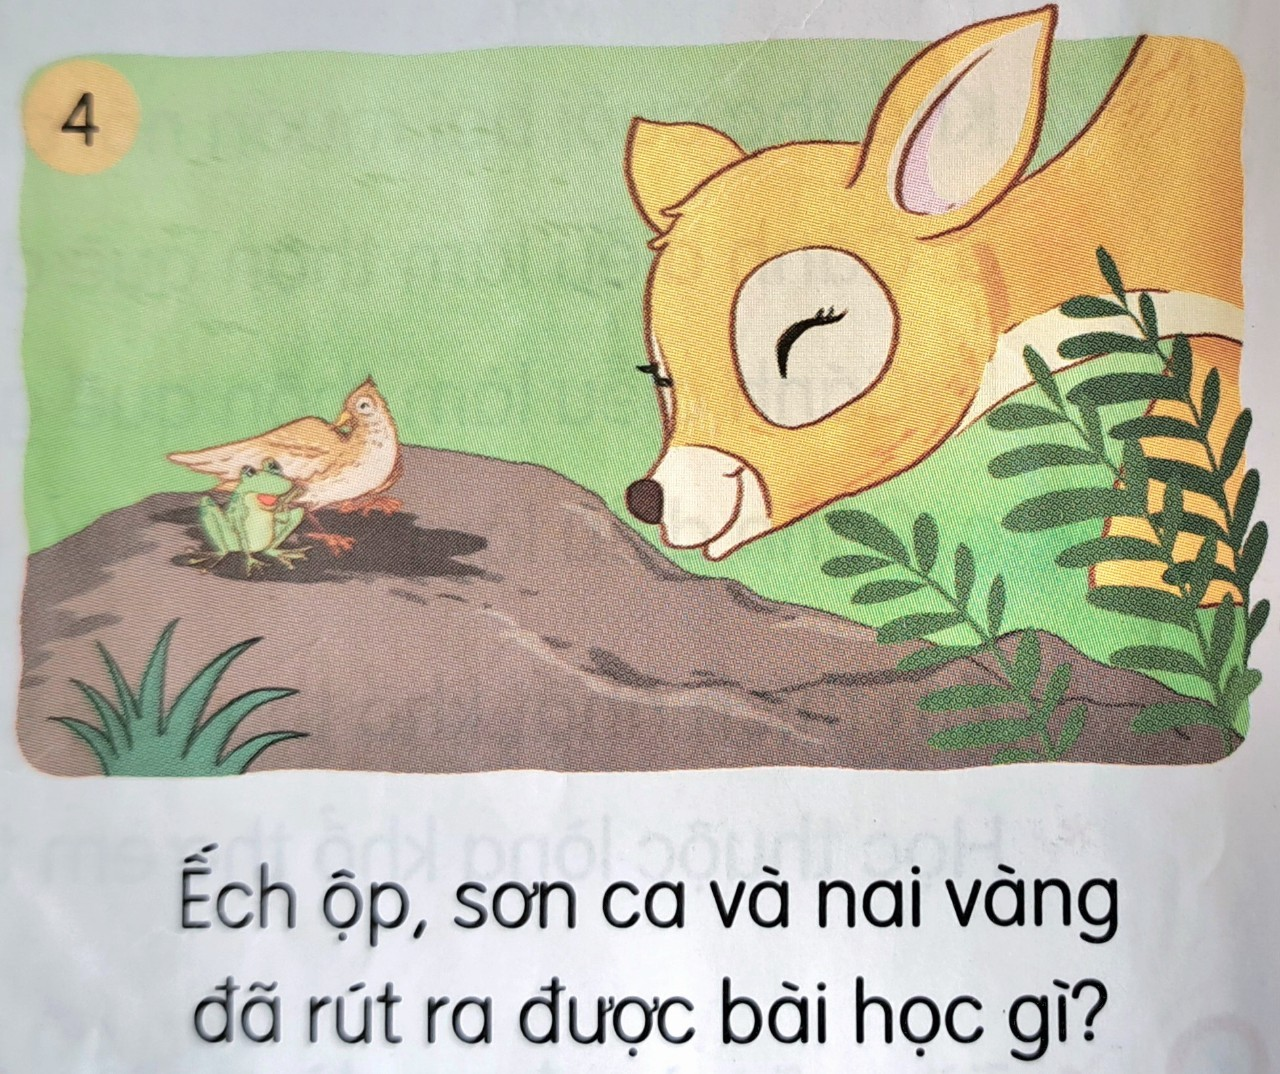 4
Ếch ộp, sơn ca và nai vàng
đã rút ra được bài học gì?